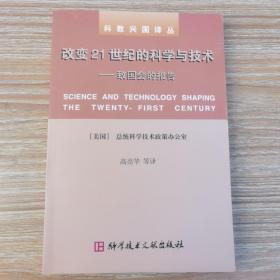 科教兴国译丛
改变21世纪的科学与技术
——致国会的报告
SCIENCE AND TECHNOLOGY SHAPING
THE TWENTY-FIRST CENTURY
[美国] 总统科学技术政策办公室
高亮华 等译
科学技术文献出版社